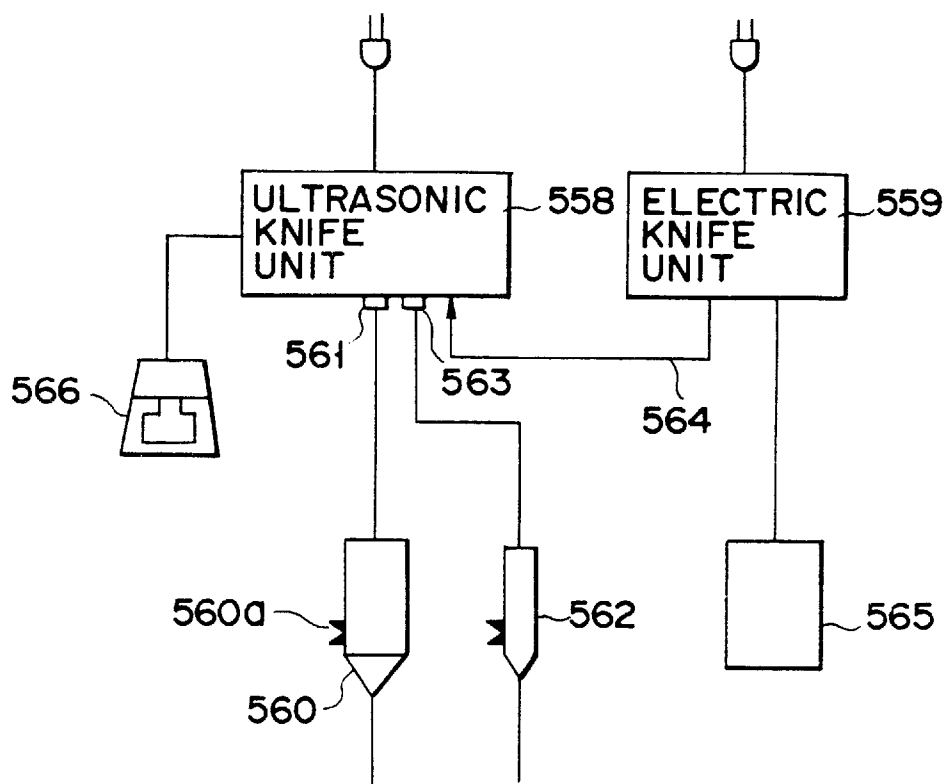 ULTRASONIC
KNIFE
UNIT
558
ELECTRIC
KNIFE
UNIT
559
561
563
564
566
560a
562
565
560